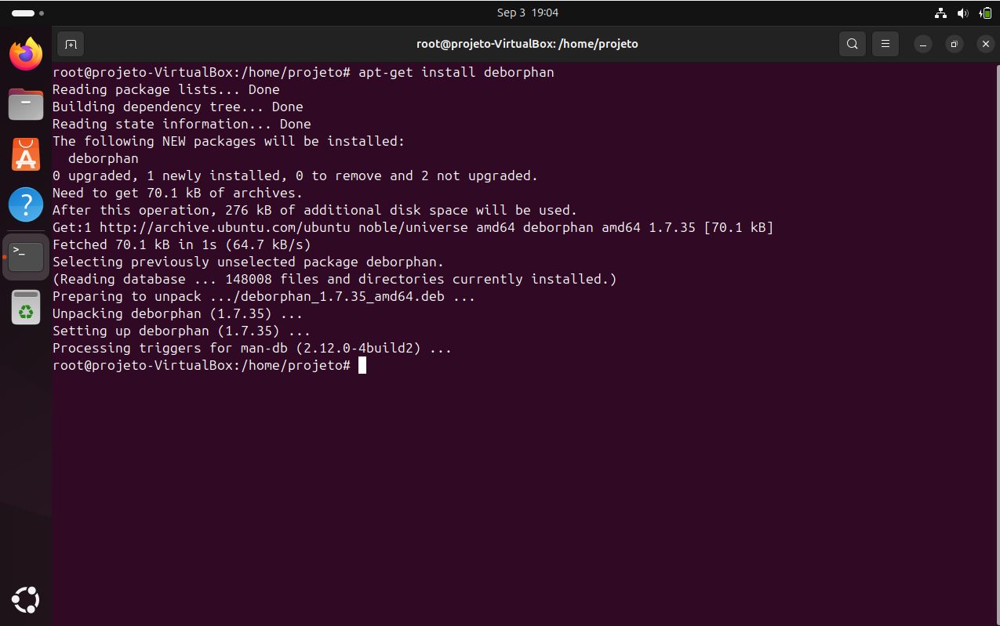 Sep 3 19:04
root@projeto-VirtualBox: /home/projeto
root@projeto-VirtualBox:/home/projeto# apt-get install deborphan
Reading package lists... Done
Building dependency tree... Done
Reading state information... Done
The following NEW packages will be installed:
  deborphan
0 upgraded, 1 newly installed, 0 to remove and 2 not upgraded.
Need to get 70.1 kB of archives.
After this operation, 276 kB of additional disk space will be used.
Get:1 http://archive.ubuntu.com/ubuntu noble/universe amd64 deborphan amd64 1.7.35 [70.1 kB]
Fetched 70.1 kB in 1s (64.7 kB/s)
Selecting previously unselected package deborphan.
(Reading database ... 148008 files and directories currently installed.)
Preparing to unpack .../deborphan_1.7.35_amd64.deb ...
Unpacking deborphan (1.7.35) ...
Setting up deborphan (1.7.35) ...
Processing triggers for man-db (2.12.0-4build2) ...
root@projeto-VirtualBox:/home/projeto#